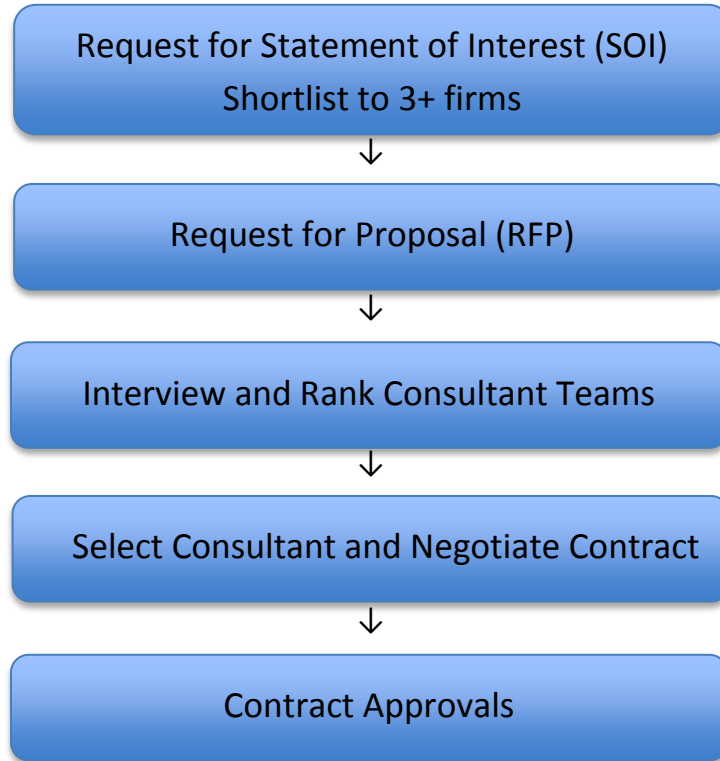 Request for Statement of Interest (SOI)
Shortlist to 3+ firms
↓
Request for Proposal (RFP)
↓
Interview and Rank Consultant Teams
↓
Select Consultant and Negotiate Contract
↓
Contract Approvals